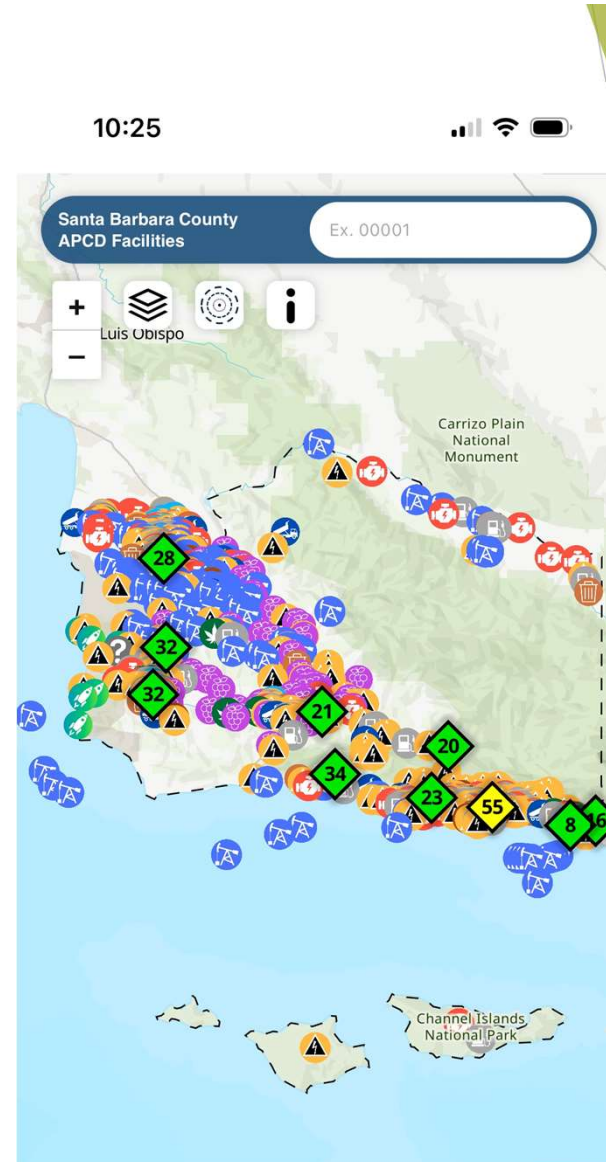 10:25
Santa Barbara County
APCD Facilities
Ex. 00001
+
−
Luis Obispo
Carrizo Plain
National
Monument
28
32
?
32
21
20
34
23
55
8
16
Channel Islands
National Park